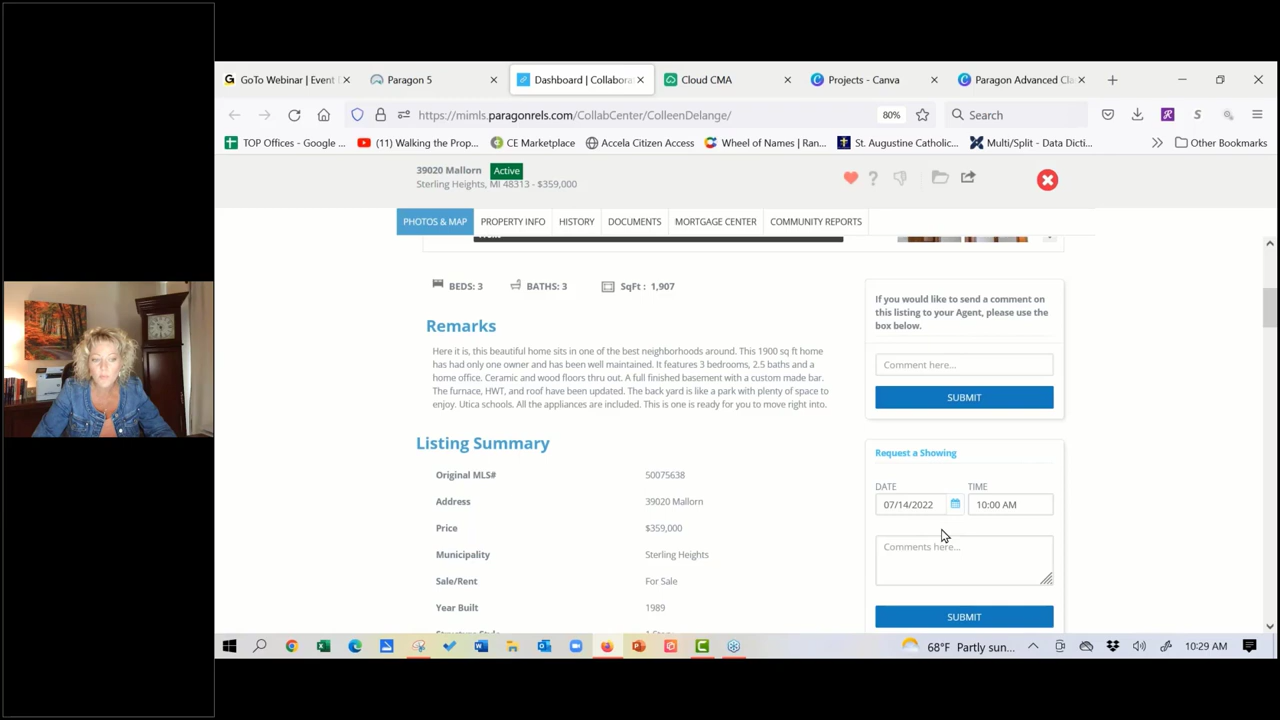 GoTo Webinar | Event
Paragon 5
Dashboard | Collabora
Cloud CMA
Projects - Canva
Paragon Advanced Cla
https://mimls.paragonrels.com/CollabCenter/ColleenDelange/
80%
Search
TOP Offices - Google ...
(11) Walking the Prop...
CE Marketplace
Accela Citizen Access
Wheel of Names | Ran...
St. Augustine Catholic...
Multi/Split - Data Dicti...
Other Bookmarks
39020 Mallorn Active
Sterling Heights, MI 48313 - $359,000
PHOTOS & MAP
PROPERTY INFO
HISTORY
DOCUMENTS
MORTGAGE CENTER
COMMUNITY REPORTS
BEDS: 3
BATHS: 3
SqFt : 1,907
Remarks
Here it is, this beautiful home sits in one of the best neighborhoods around. This 1900 sq ft home
has had only one owner and has been well maintained. It features 3 bedrooms, 2.5 baths and a
home office. Ceramic and wood floors thru out. A full finished basement with a custom made bar.
The furnace, HWT, and roof have been updated. The back yard is like a park with plenty of space to
enjoy. Utica schools. All the appliances are included. This is one is ready for you to move right into.
Listing Summary
Original MLS# 50075638
Address 39020 Mallorn
Price $359,000
Municipality Sterling Heights
Sale/Rent For Sale
Year Built 1989
If you would like to send a comment on
this listing to your Agent, please use the
box below.
Comment here...
SUBMIT
Request a Showing
DATE TIME
07/14/2022 10:00 AM
Comments here...
SUBMIT
68°F Partly sun...
10:29 AM